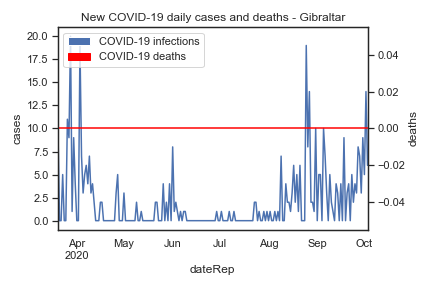 New COVID-19 daily cases and deaths - Gibraltar
COVID-19 infections
COVID-19 deaths
20.0
17.5
15.0
12.5
10.0
7.5
5.0
2.5
0.0
cases
0.04
0.02
0.00
−0.02
−0.04
deaths
Apr May Jun Jul Aug Sep Oct
2020
dateRep